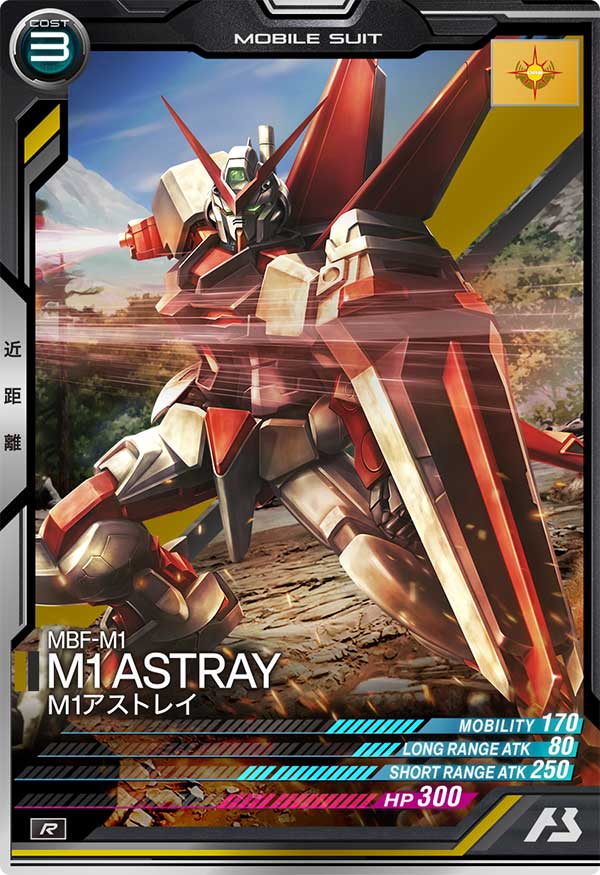 COST
3
MOBILE SUIT
近距離
MBF-M1
M1 ASTRAY
M1アストレイ
MOBILITY 170
LONG RANGE ATK 80
SHORT RANGE ATK 250
HP 300
R